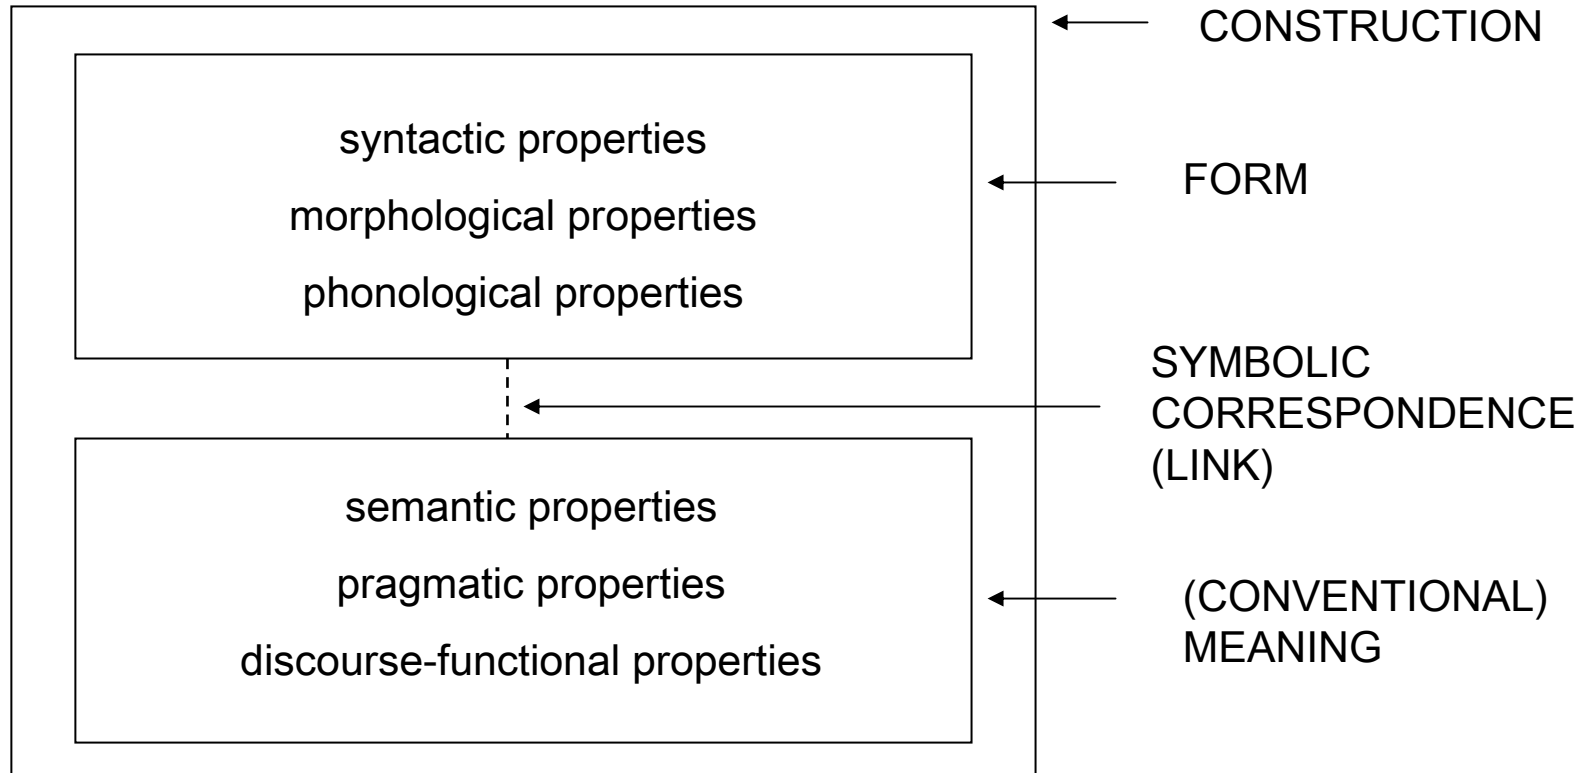 CONSTRUCTION
syntactic properties
morphological properties
phonological properties
FORM
SYMBOLIC
CORRESPONDENCE
(LINK)
semantic properties
pragmatic properties
discourse-functional properties
(CONVENTIONAL)
MEANING